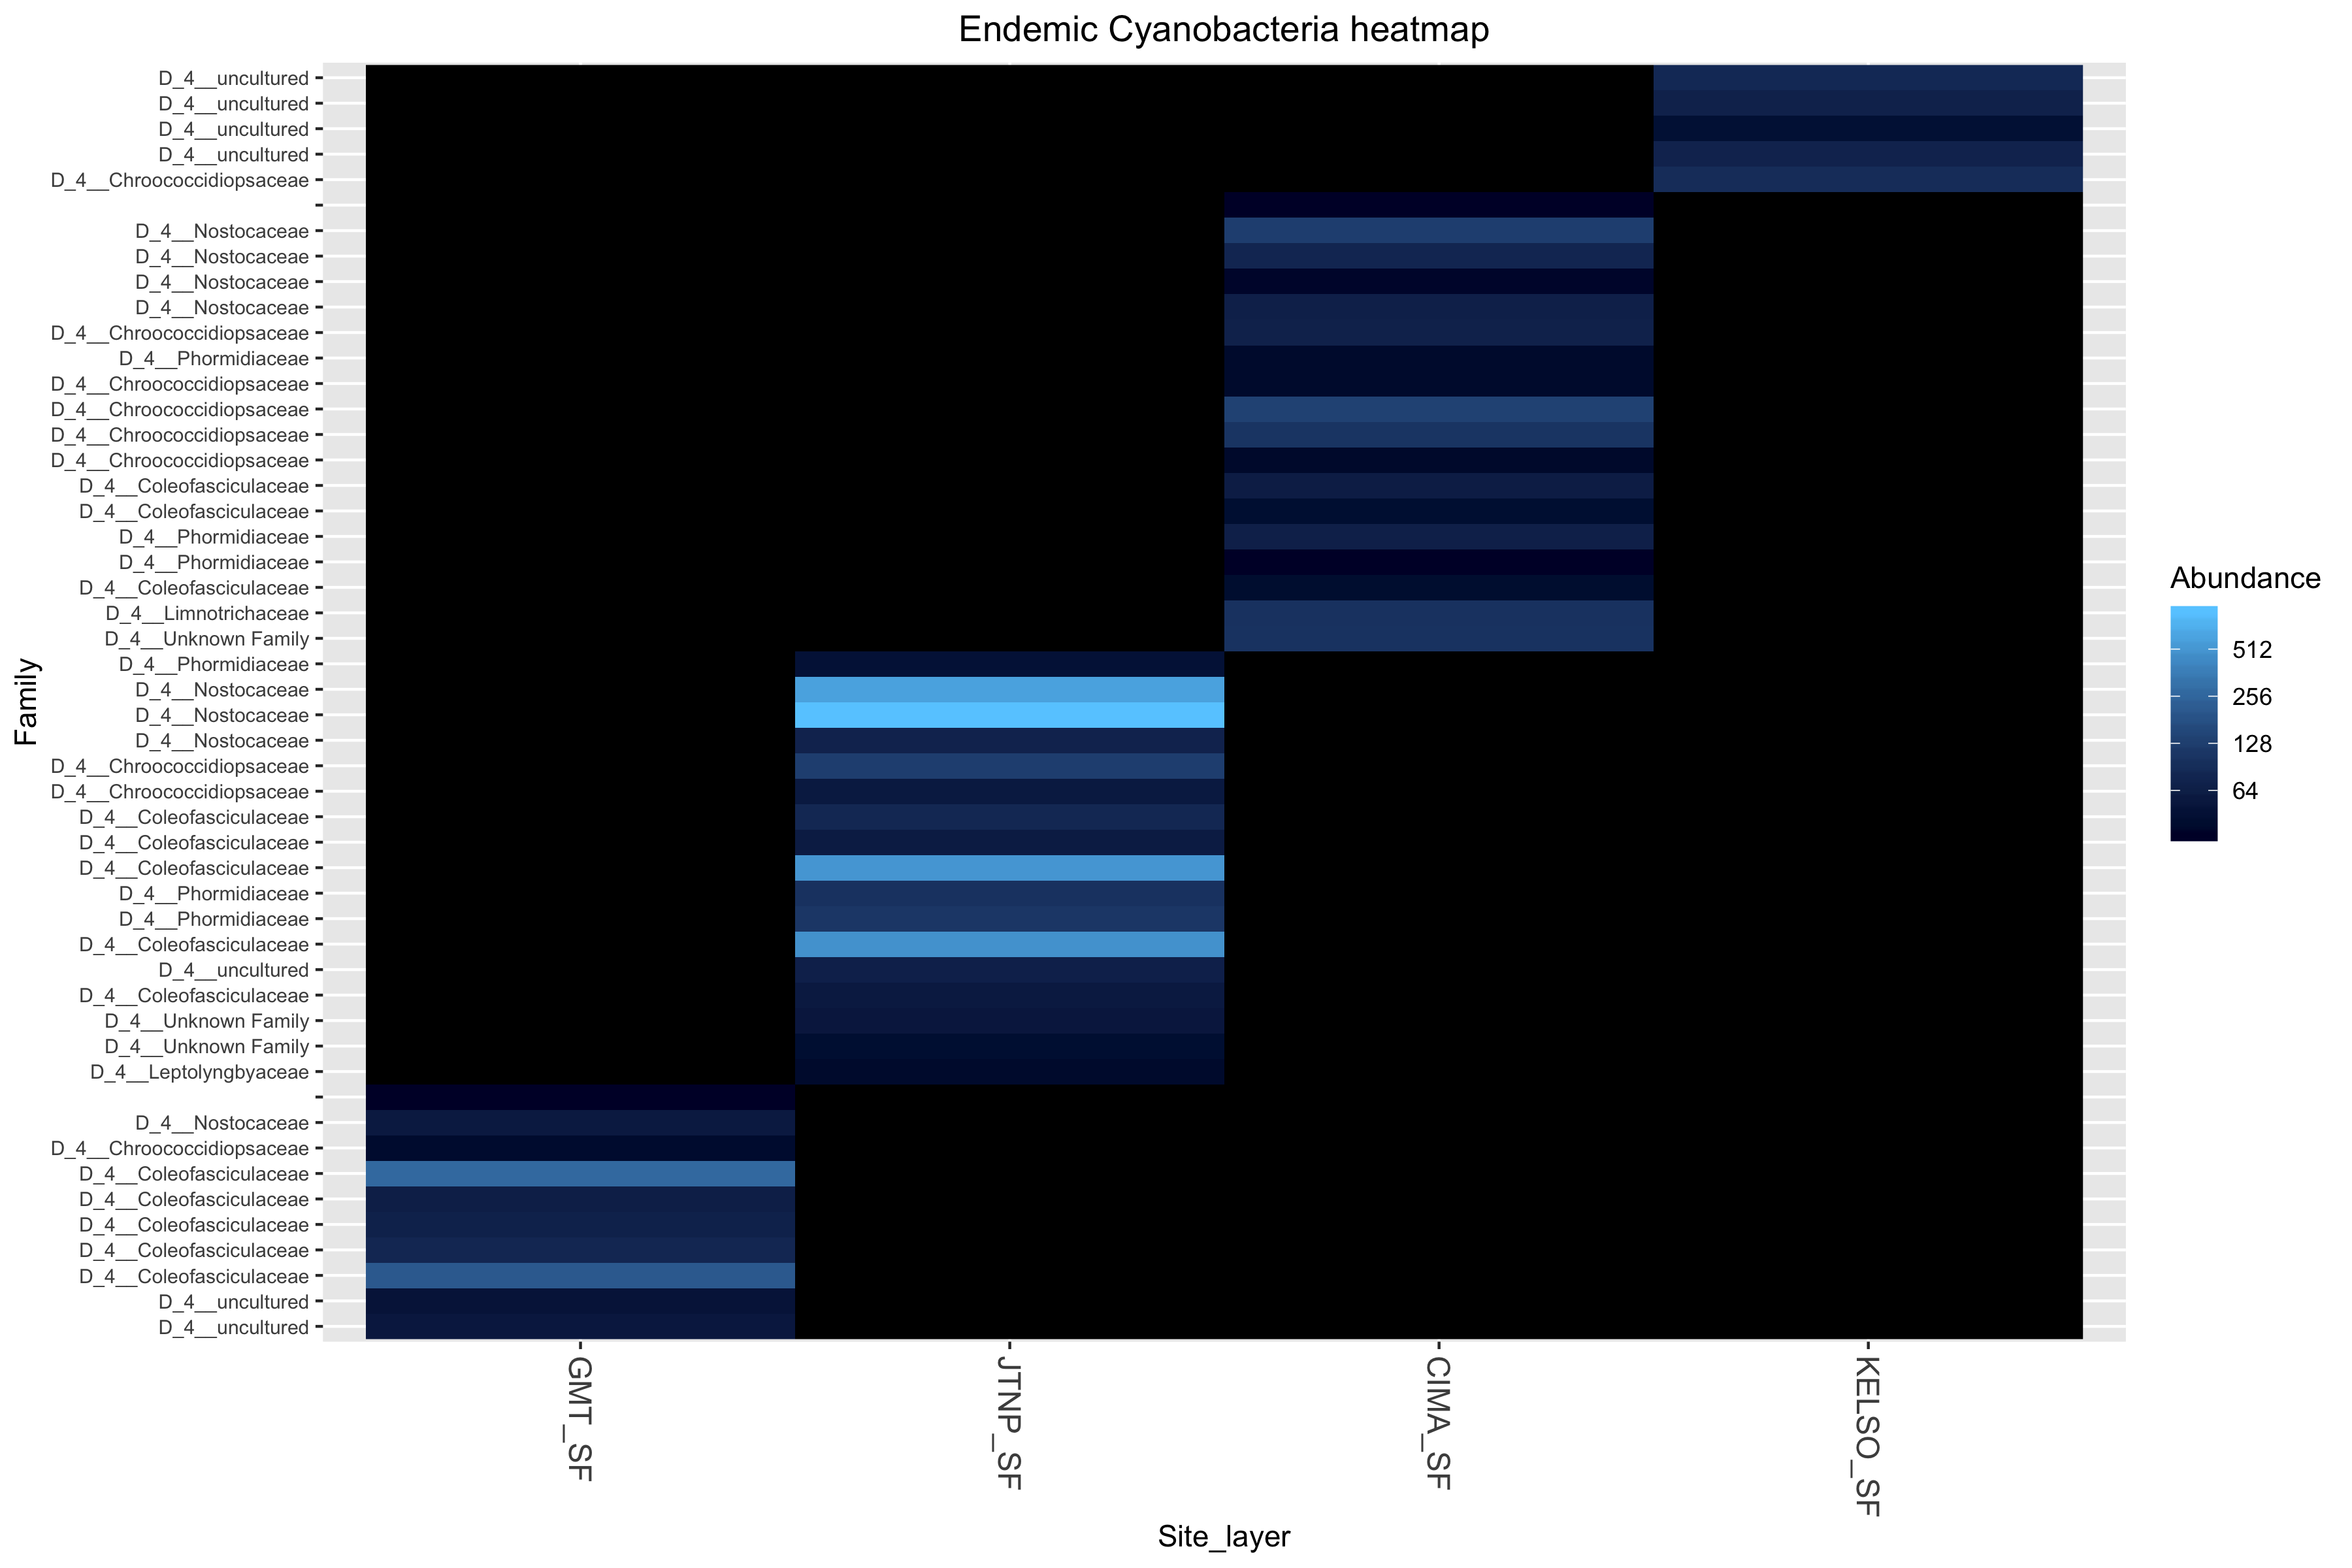 Endemic Cyanobacteria heatmap
D_4__uncultured
D_4__uncultured
D_4__uncultured
D_4__uncultured
D_4__Chroococcidiopsaceae
D_4__Nostocaceae
D_4__Nostocaceae
D_4__Nostocaceae
D_4__Nostocaceae
D_4__Chroococcidiopsaceae
D_4__Phormidiaceae
D_4__Chroococcidiopsaceae
D_4__Chroococcidiopsaceae
D_4__Chroococcidiopsaceae
D_4__Chroococcidiopsaceae
D_4__Coleofasciculaceae
D_4__Coleofasciculaceae
D_4__Phormidiaceae
D_4__Phormidiaceae
D_4__Coleofasciculaceae
D_4__Limnotrichaceae
D_4__Unknown Family
D_4__Phormidiaceae
D_4__Nostocaceae
D_4__Nostocaceae
D_4__Nostocaceae
D_4__Chroococcidiopsaceae
D_4__Chroococcidiopsaceae
D_4__Coleofasciculaceae
D_4__Coleofasciculaceae
D_4__Coleofasciculaceae
D_4__Phormidiaceae
D_4__Phormidiaceae
D_4__Coleofasciculaceae
D_4__uncultured
D_4__Coleofasciculaceae
D_4__Unknown Family
D_4__Unknown Family
D_4__Leptolyngbyaceae
D_4__Nostocaceae
D_4__Chroococcidiopsaceae
D_4__Coleofasciculaceae
D_4__Coleofasciculaceae
D_4__Coleofasciculaceae
D_4__Coleofasciculaceae
D_4__Coleofasciculaceae
D_4__uncultured
D_4__uncultured
Family
GMT_SF
JTNP_SF
CIMA_SF
KELSO_SF
Site_layer
Abundance
512
256
128
64